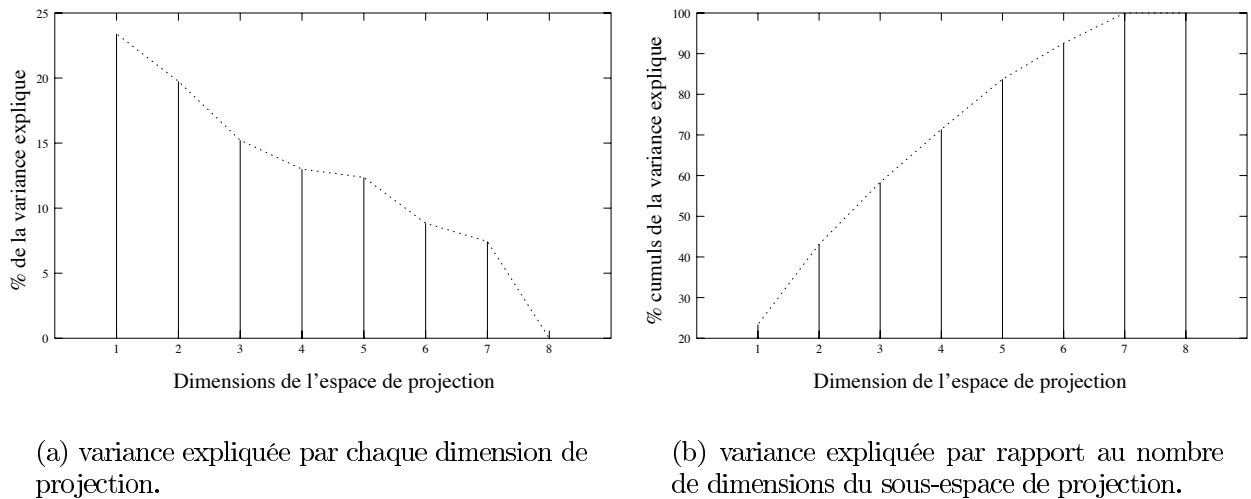 25
20
15
10
5
0
% de la variance explique
1 2 3 4 5 6 7 8
Dimensions de l'espace de projection
(a) variance expliquée par chaque dimension de
projection.
100
90
80
70
60
50
40
30
20
% cumuls de la variance explique
1 2 3 4 5 6 7 8
Dimension de l'espace de projection
(b) variance expliquée par rapport au nombre
de dimensions du sous-espace de projection.